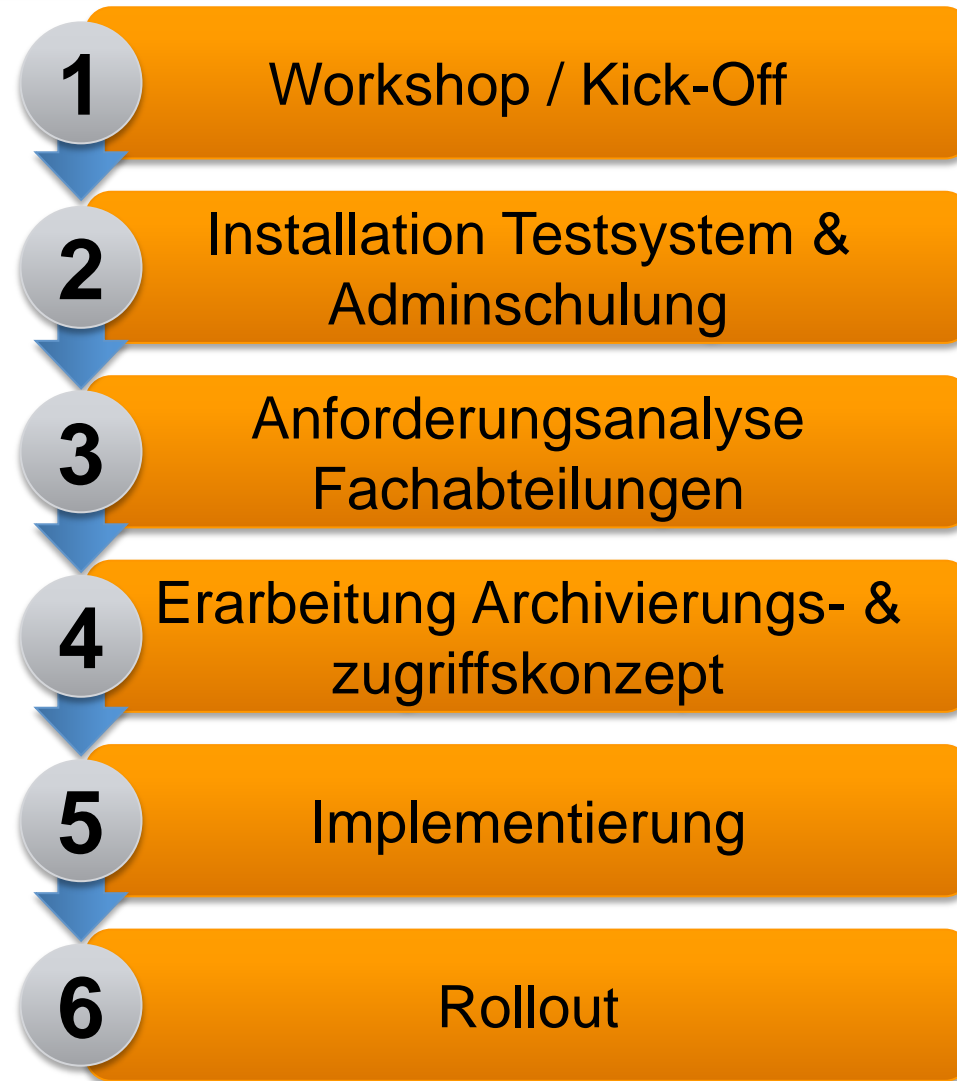 1
Workshop / Kick-Off
2
Installation Testsystem &
Adminschulung
3
Anforderungsanalyse
Fachabteilungen
4
Erarbeitung Archivierungs- &
zugriffskonzept
5
Implementierung
6
Rollout